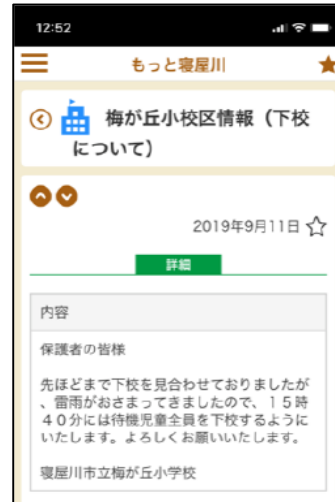 12:52
もっと寝屋川
梅が丘小校区情報（下校
について）
2019年9月11日
詳細
内容
保護者の皆様
先ほどまで下校を見合わせておりましたが
、雷雨がおさまってきましたので、１５時
４０分には待機児童全員を下校するように
いたします。よろしくお願いいたします。
寝屋川市立梅が丘小学校